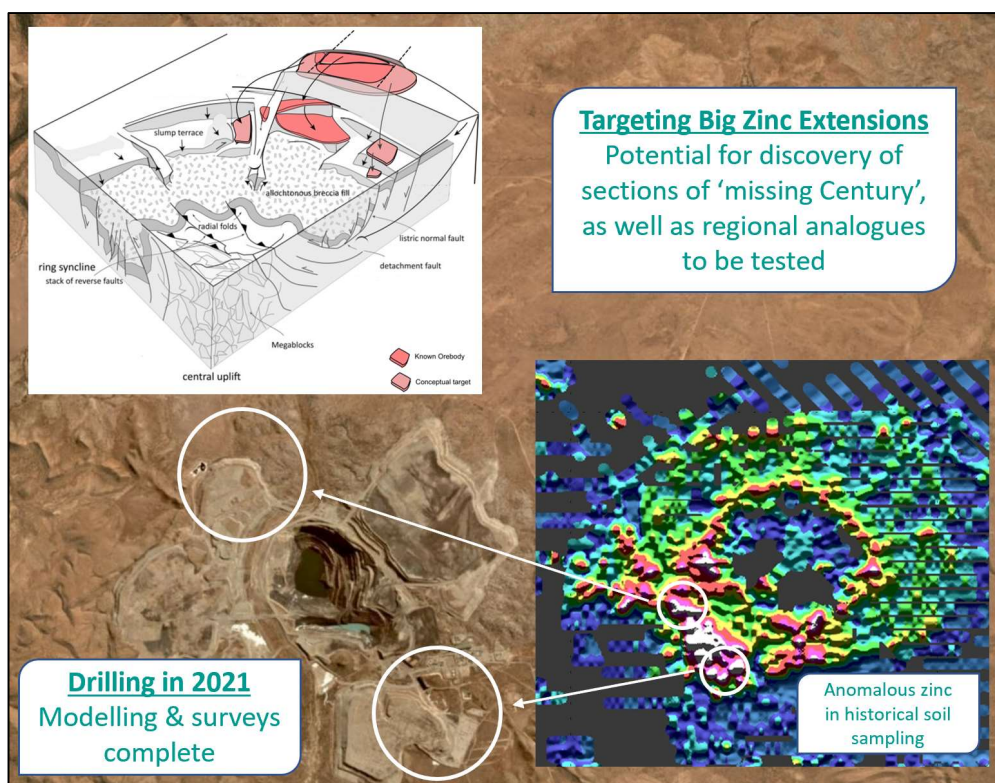 slump terrace
allochtonous breccia fill
radial folds
listric normal fault
ring syncline
detachment fault
stack of reverse faults
Megablocks
Known Orebody
central uplift
Conceptual target
Targeting Big Zinc Extensions
Potential for discovery of
sections of ‘missing Century’,
as well as regional analogues
to be tested
Drilling in 2021
Modelling & surveys
complete
Anomalous zinc
in historical soil
sampling